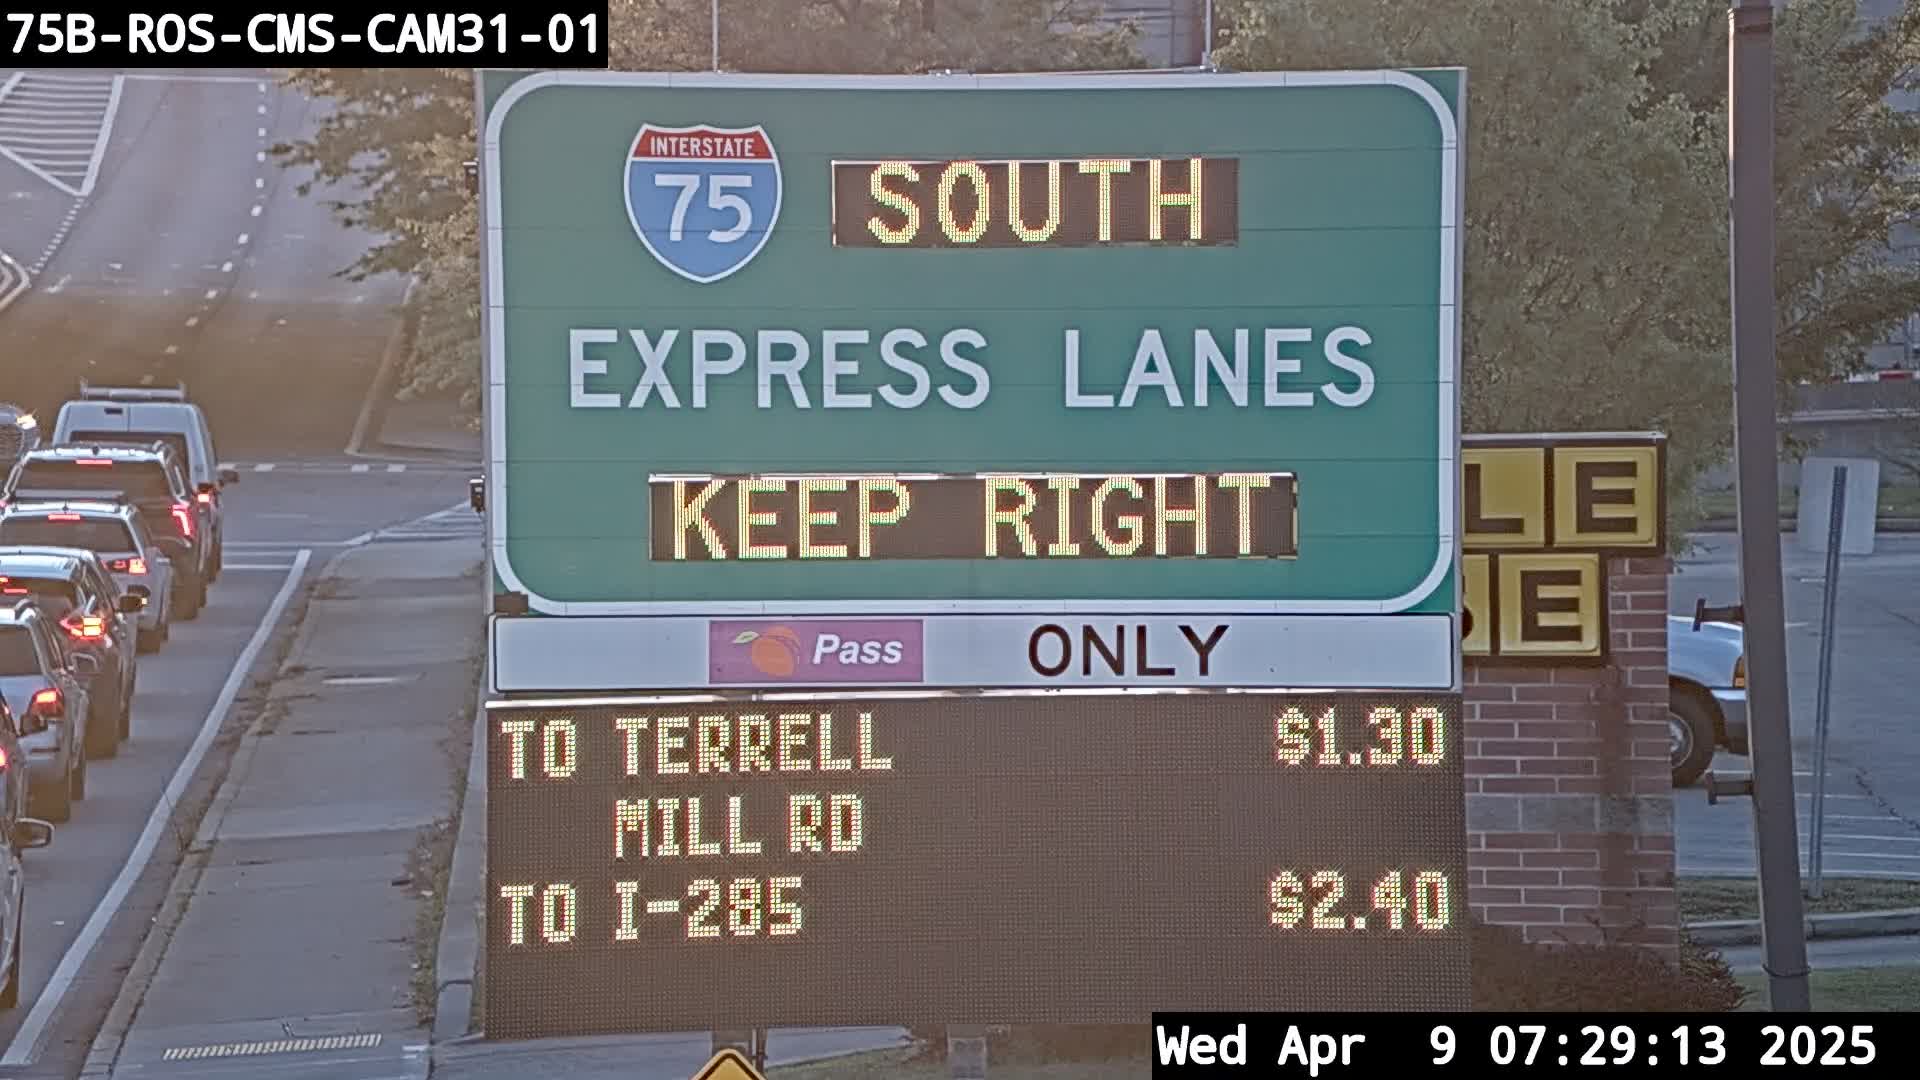 75B-ROS-CMS-CAM31-01
INTERSTATE
75
SOUTH
EXPRESS LANES
KEEP RIGHT
Pass ONLY
TO TERRELL $1.30
MILL RD
TO I-285 $2.40
LE
E
Wed Apr 9 07:29:13 2025